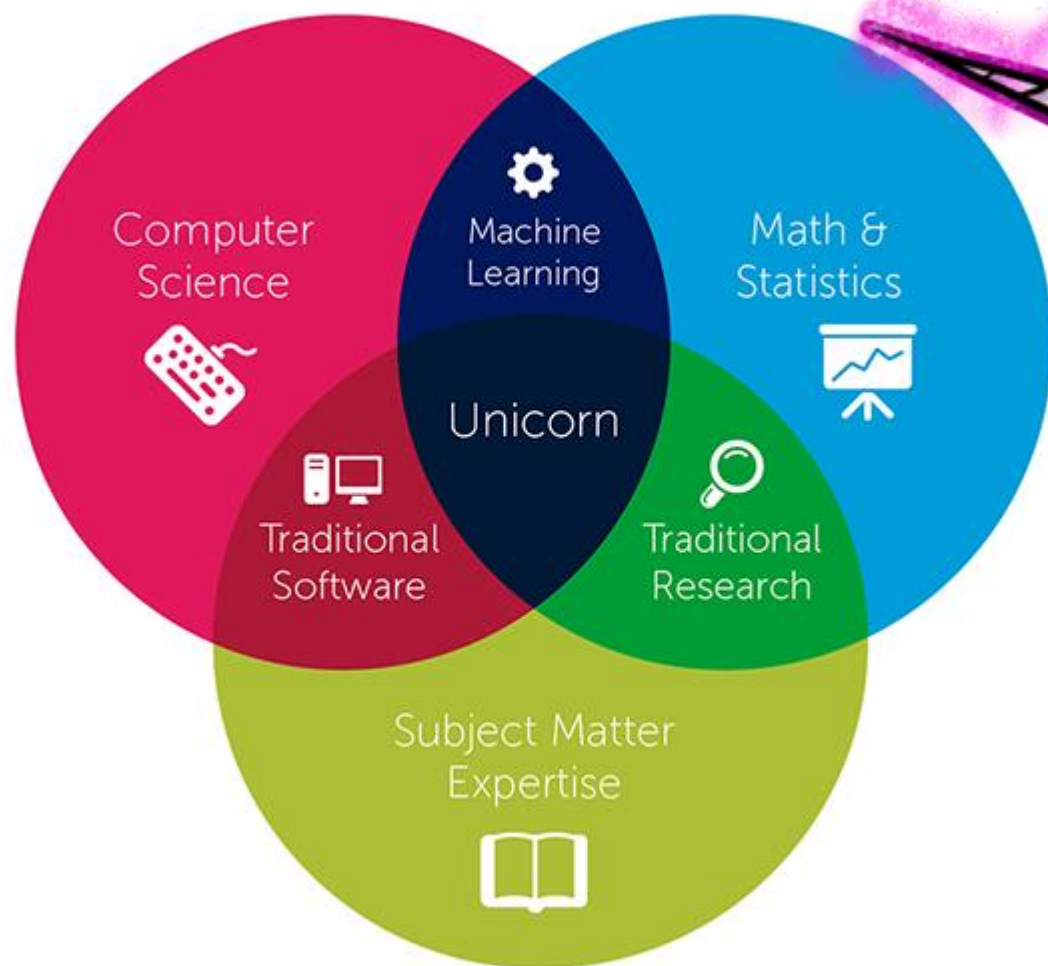 Computer
Science
Machine
Learning
Math &
Statistics
Unicorn
Traditional
Software
Traditional
Research
Subject Matter
Expertise